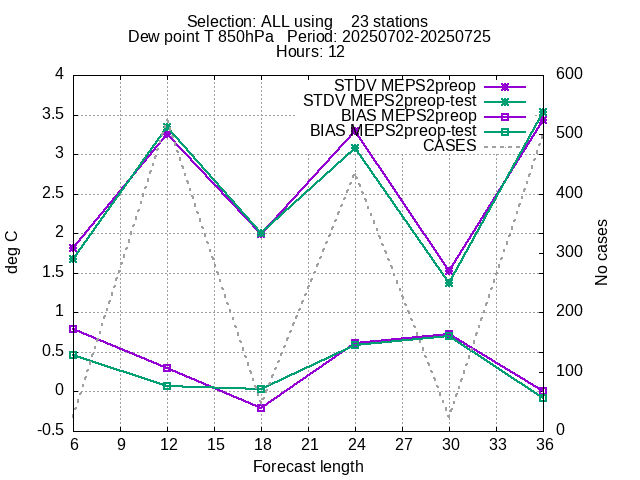 Selection: ALL using    23 stations
Dew point T 850hPa   Period: 20250702-20250725
Hours: 12
STDV MEPS2preop
STDV MEPS2preop-test
BIAS MEPS2preop
BIAS MEPS2preop-test
CASES
4
3.5
3
2.5
2
1.5
1
0.5
0
-0.5
deg C
600
500
400
300
200
100
0
No cases
6 9 12 15 18 21 24 27 30 33 36
Forecast length